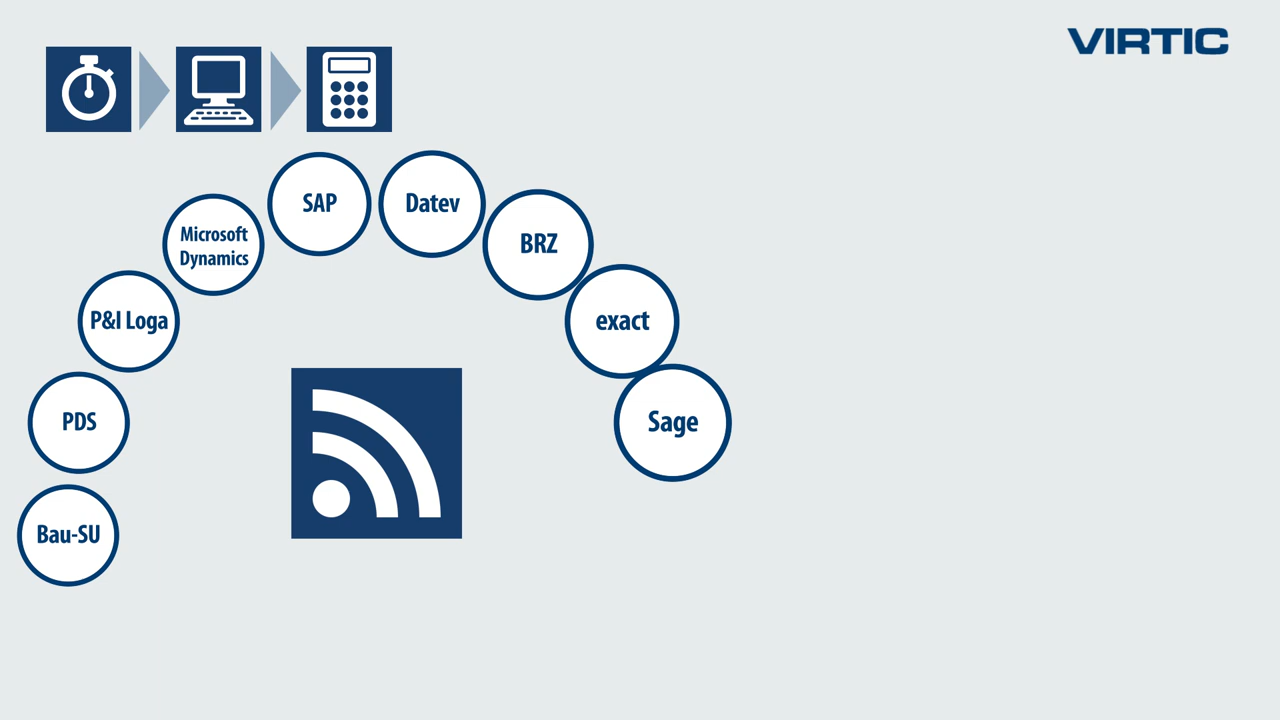 VIRTIC
SAP
Datev
Microsoft
Dynamics
BRZ
P&I Loga
exact
PDS
Sage
Bau-SU